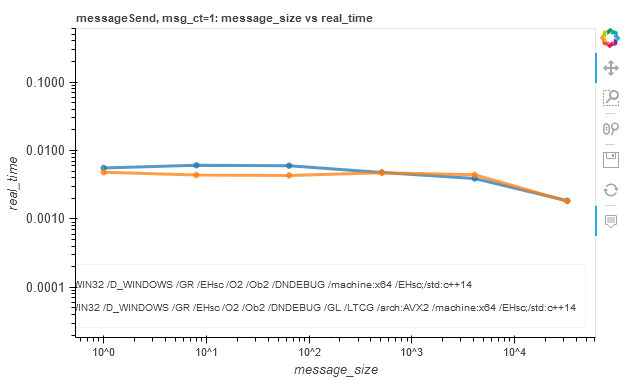 messageSend, msg_ct=1: message_size vs real_time
0.1000
0.0100
0.0010
0.0001
real_time
WIN32 /D_WINDOWS /GR /EHsc /O2 /Ob2 /DNDEBUG /machine:x64 /EHsc;/std:c++14
WIN32 /D_WINDOWS /GR /EHsc /O2 /Ob2 /DNDEBUG /GL /LTCG /arch:AVX2 /machine:x64 /EHsc;/std:c++14
10^0
10^1
10^2
10^3
10^4
message_size